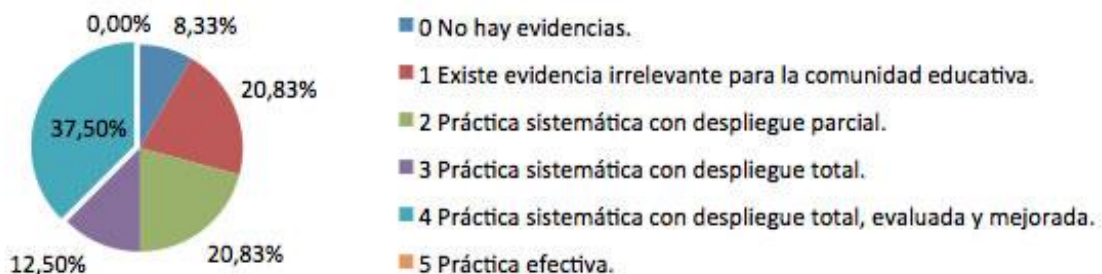 0,00% 8,33%
20,83%
37,50%
12,50%
20,83%
0 No hay evidencias.
1 Existe evidencia irrelevante para la comunidad educativa.
2 Práctica sistemática con despliegue parcial.
3 Práctica sistemática con despliegue total.
4 Práctica sistemática con despliegue total, evaluada y mejorada.
5 Práctica efectiva.